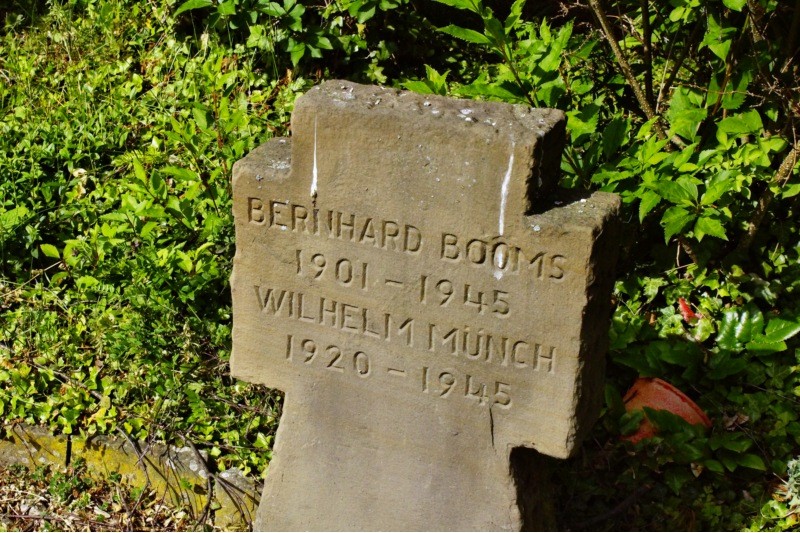 BERNHARD BOOMS
1901 - 1945
WILHELM MÜNCH
1920 - 1945